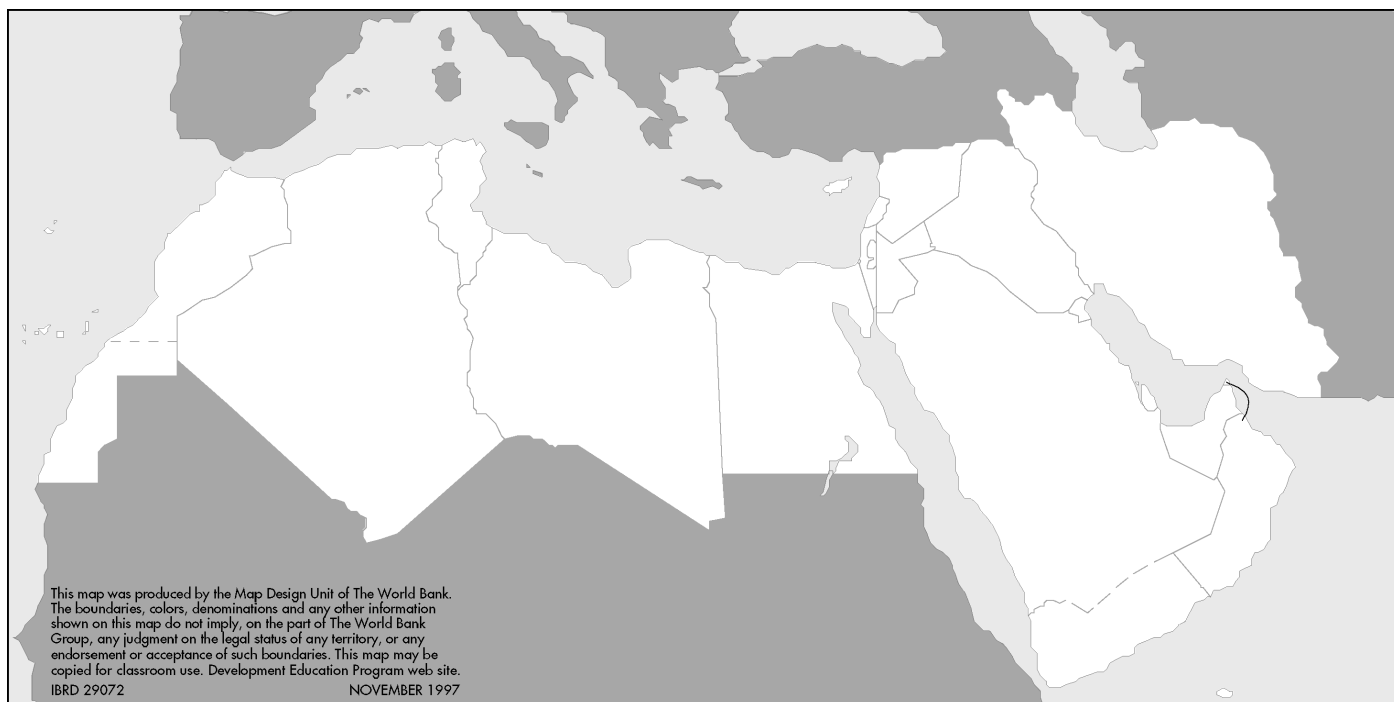 This map was produced by the Map Design Unit of The World Bank.
The boundaries, colors, denominations and any other information
shown on this map do not imply, on the part of The World Bank
Group, any judgment on the legal status of any territory, or any
endorsement or acceptance of such boundaries. This map may be
copied for classroom use. Development Education Program web site.
IBRD 29072 NOVEMBER 1997